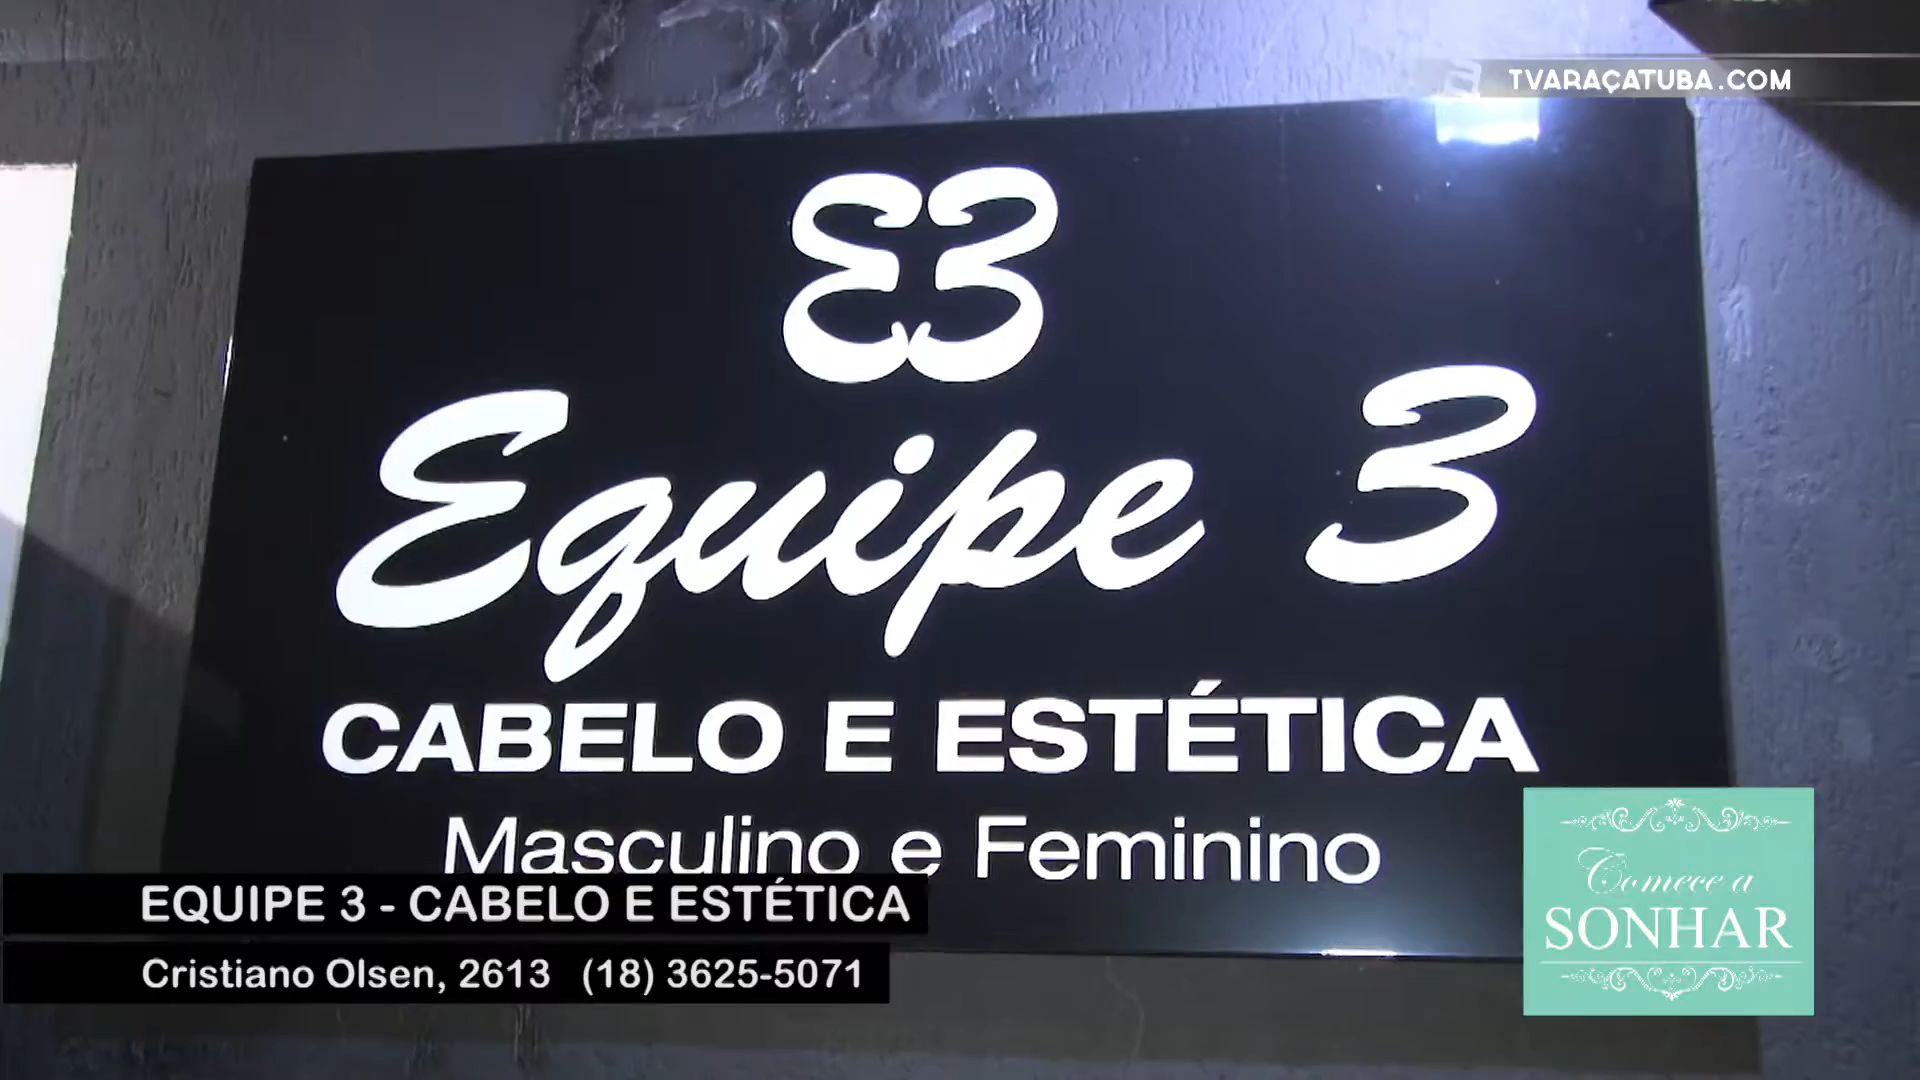 TVARAÇATUBA.COM
Equipe 3
CABELO E ESTÉTICA
Masculino e Feminino
EQUIPE 3 - CABELO E ESTÉTICA
Cristiano Olsen, 2613 (18) 3625-5071
Comece a
SONHAR